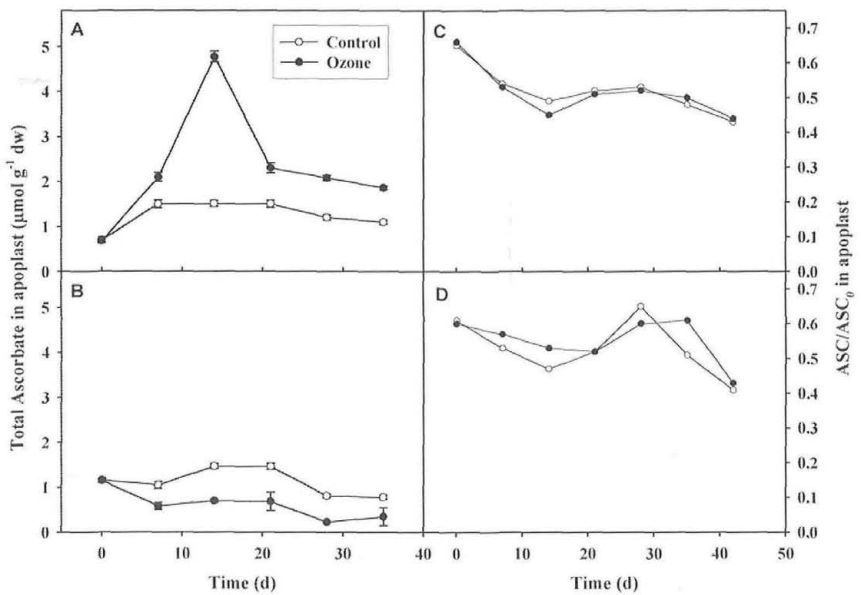 A
Control
Ozone
5
4
3
2
1
0
B
5
4
3
2
1
0
C
0.7
0.6
0.5
0.4
0.3
0.2
0.1
D
0.7
0.6
0.5
0.4
0.3
0.2
0.1
0.0
Total Ascorbate in apoplast (μmol g⁻¹ dw)
ASC/ASC₀ in apoplast
0 10 20 30 40
0 10 20 30 40 50
Time (d)
Time (d)